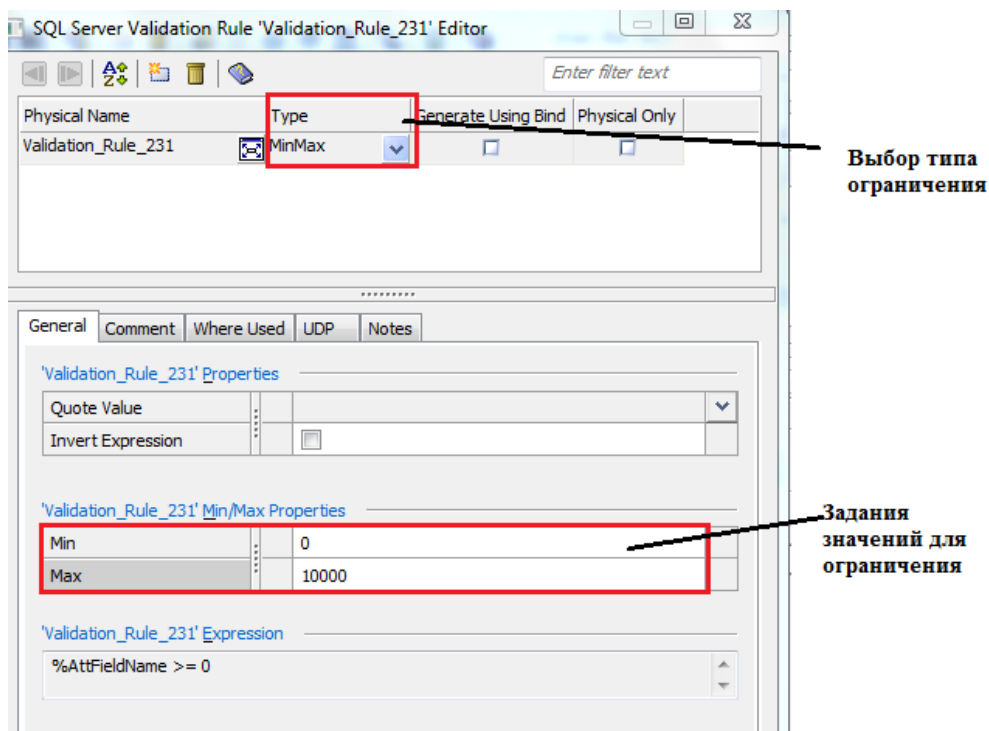 SQL Server Validation Rule 'Validation_Rule_231' Editor
Enter filter text
Physical Name Type Generate Using Bind Physical Only
Validation_Rule_231 MinMax
Выбор типа
ограничения
General Comment Where Used UDP Notes
'Validation_Rule_231' Properties
Quote Value
Invert Expression
'Validation_Rule_231' Min/Max Properties
Min 0
Max 10000
Задания
значений для
ограничения
'Validation_Rule_231' Expression
%AttFieldName >= 0